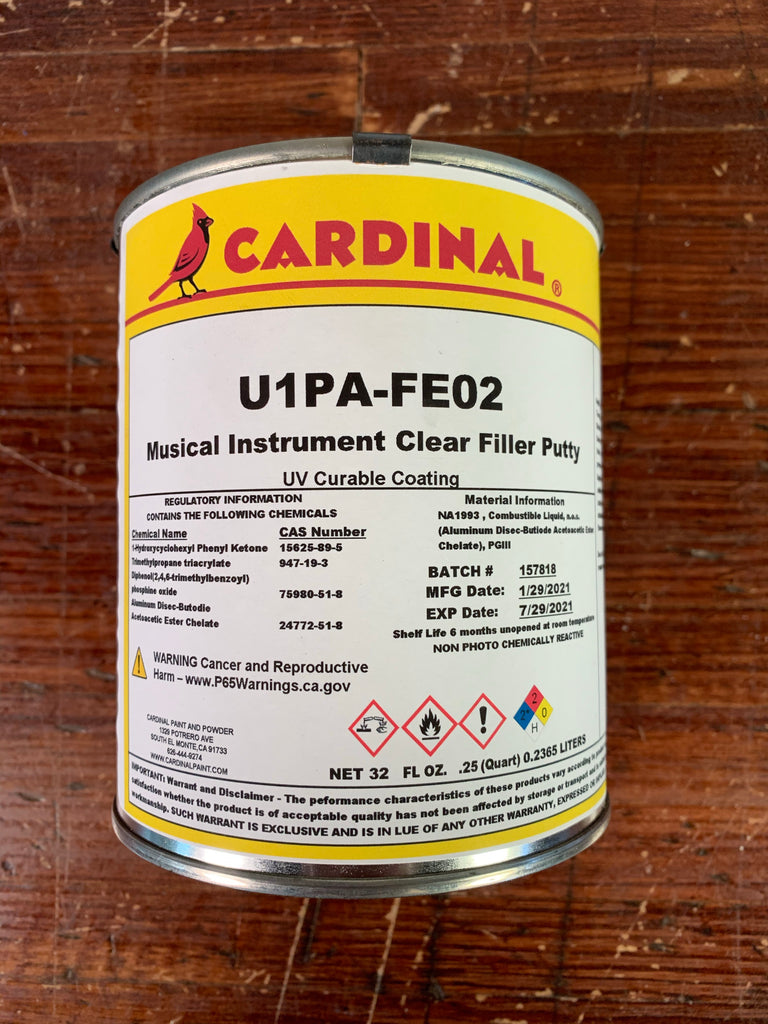 CARDINAL®
U1PA-FE02
Musical Instrument Clear Filler Putty
UV Curable Coating
REGULATORY INFORMATION
CONTAINS THE FOLLOWING CHEMICALS
Chemical Name CAS Number
1-Hydroxycyclohexyl Phenyl Ketone 15625-89-5
Trimethylpropane triacrylate 947-19-3
Diphenol(2,4,6-trimethylbenzoyl)
phosphine oxide 75980-51-8
Aluminum Disec-Butodie
Acetoacetic Ester Chelate 24772-51-8
Material Information
NA1993 , Combustible Liquid, n.o.s.
(Aluminum Disec-Butiode Acetoacetic Ester
Chelate), PGIII
BATCH # 157818
MFG Date: 1/29/2021
EXP Date: 7/29/2021
Shelf Life 6 months unopened at room temperature
NON PHOTO CHEMICALLY REACTIVE
WARNING Cancer and Reproductive
Harm – www.P65Warnings.ca.gov
CARDINAL PAINT AND POWDER
1329 POTRERO AVE
SOUTH EL MONTE,CA 91733
626-444-9274
WWW.CARDINALPAINT.COM
2
2* 0
H
NET 32 FL OZ. .25 (Quart) 0.2365 LITERS
IMPORTANT: Warrant and Disclaimer - The peformance characteristics of these products vary according to
satisfaction whether the product is of acceptable quality has not been affected by storage or transport and is
workmanship. SUCH WARRANT IS EXCLUSIVE AND IS IN LUE OF ANY OTHER WARRANTY, EXPRESSED OR